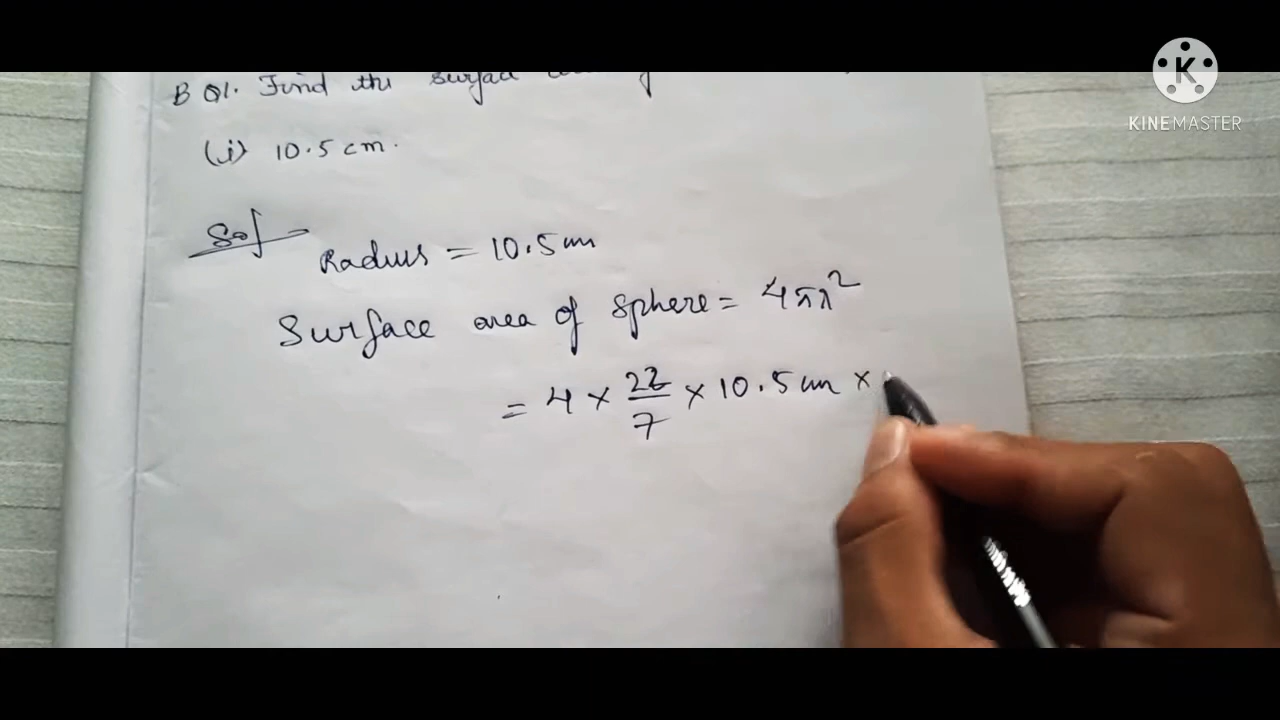 B Q1. Find the surfac
(i) 10.5 cm.
Sol
Radius = 10.5 cm
Surface area of sphere = 4πr²
= 4 × 22/7 × 10.5 cm ×
KINEMASTER